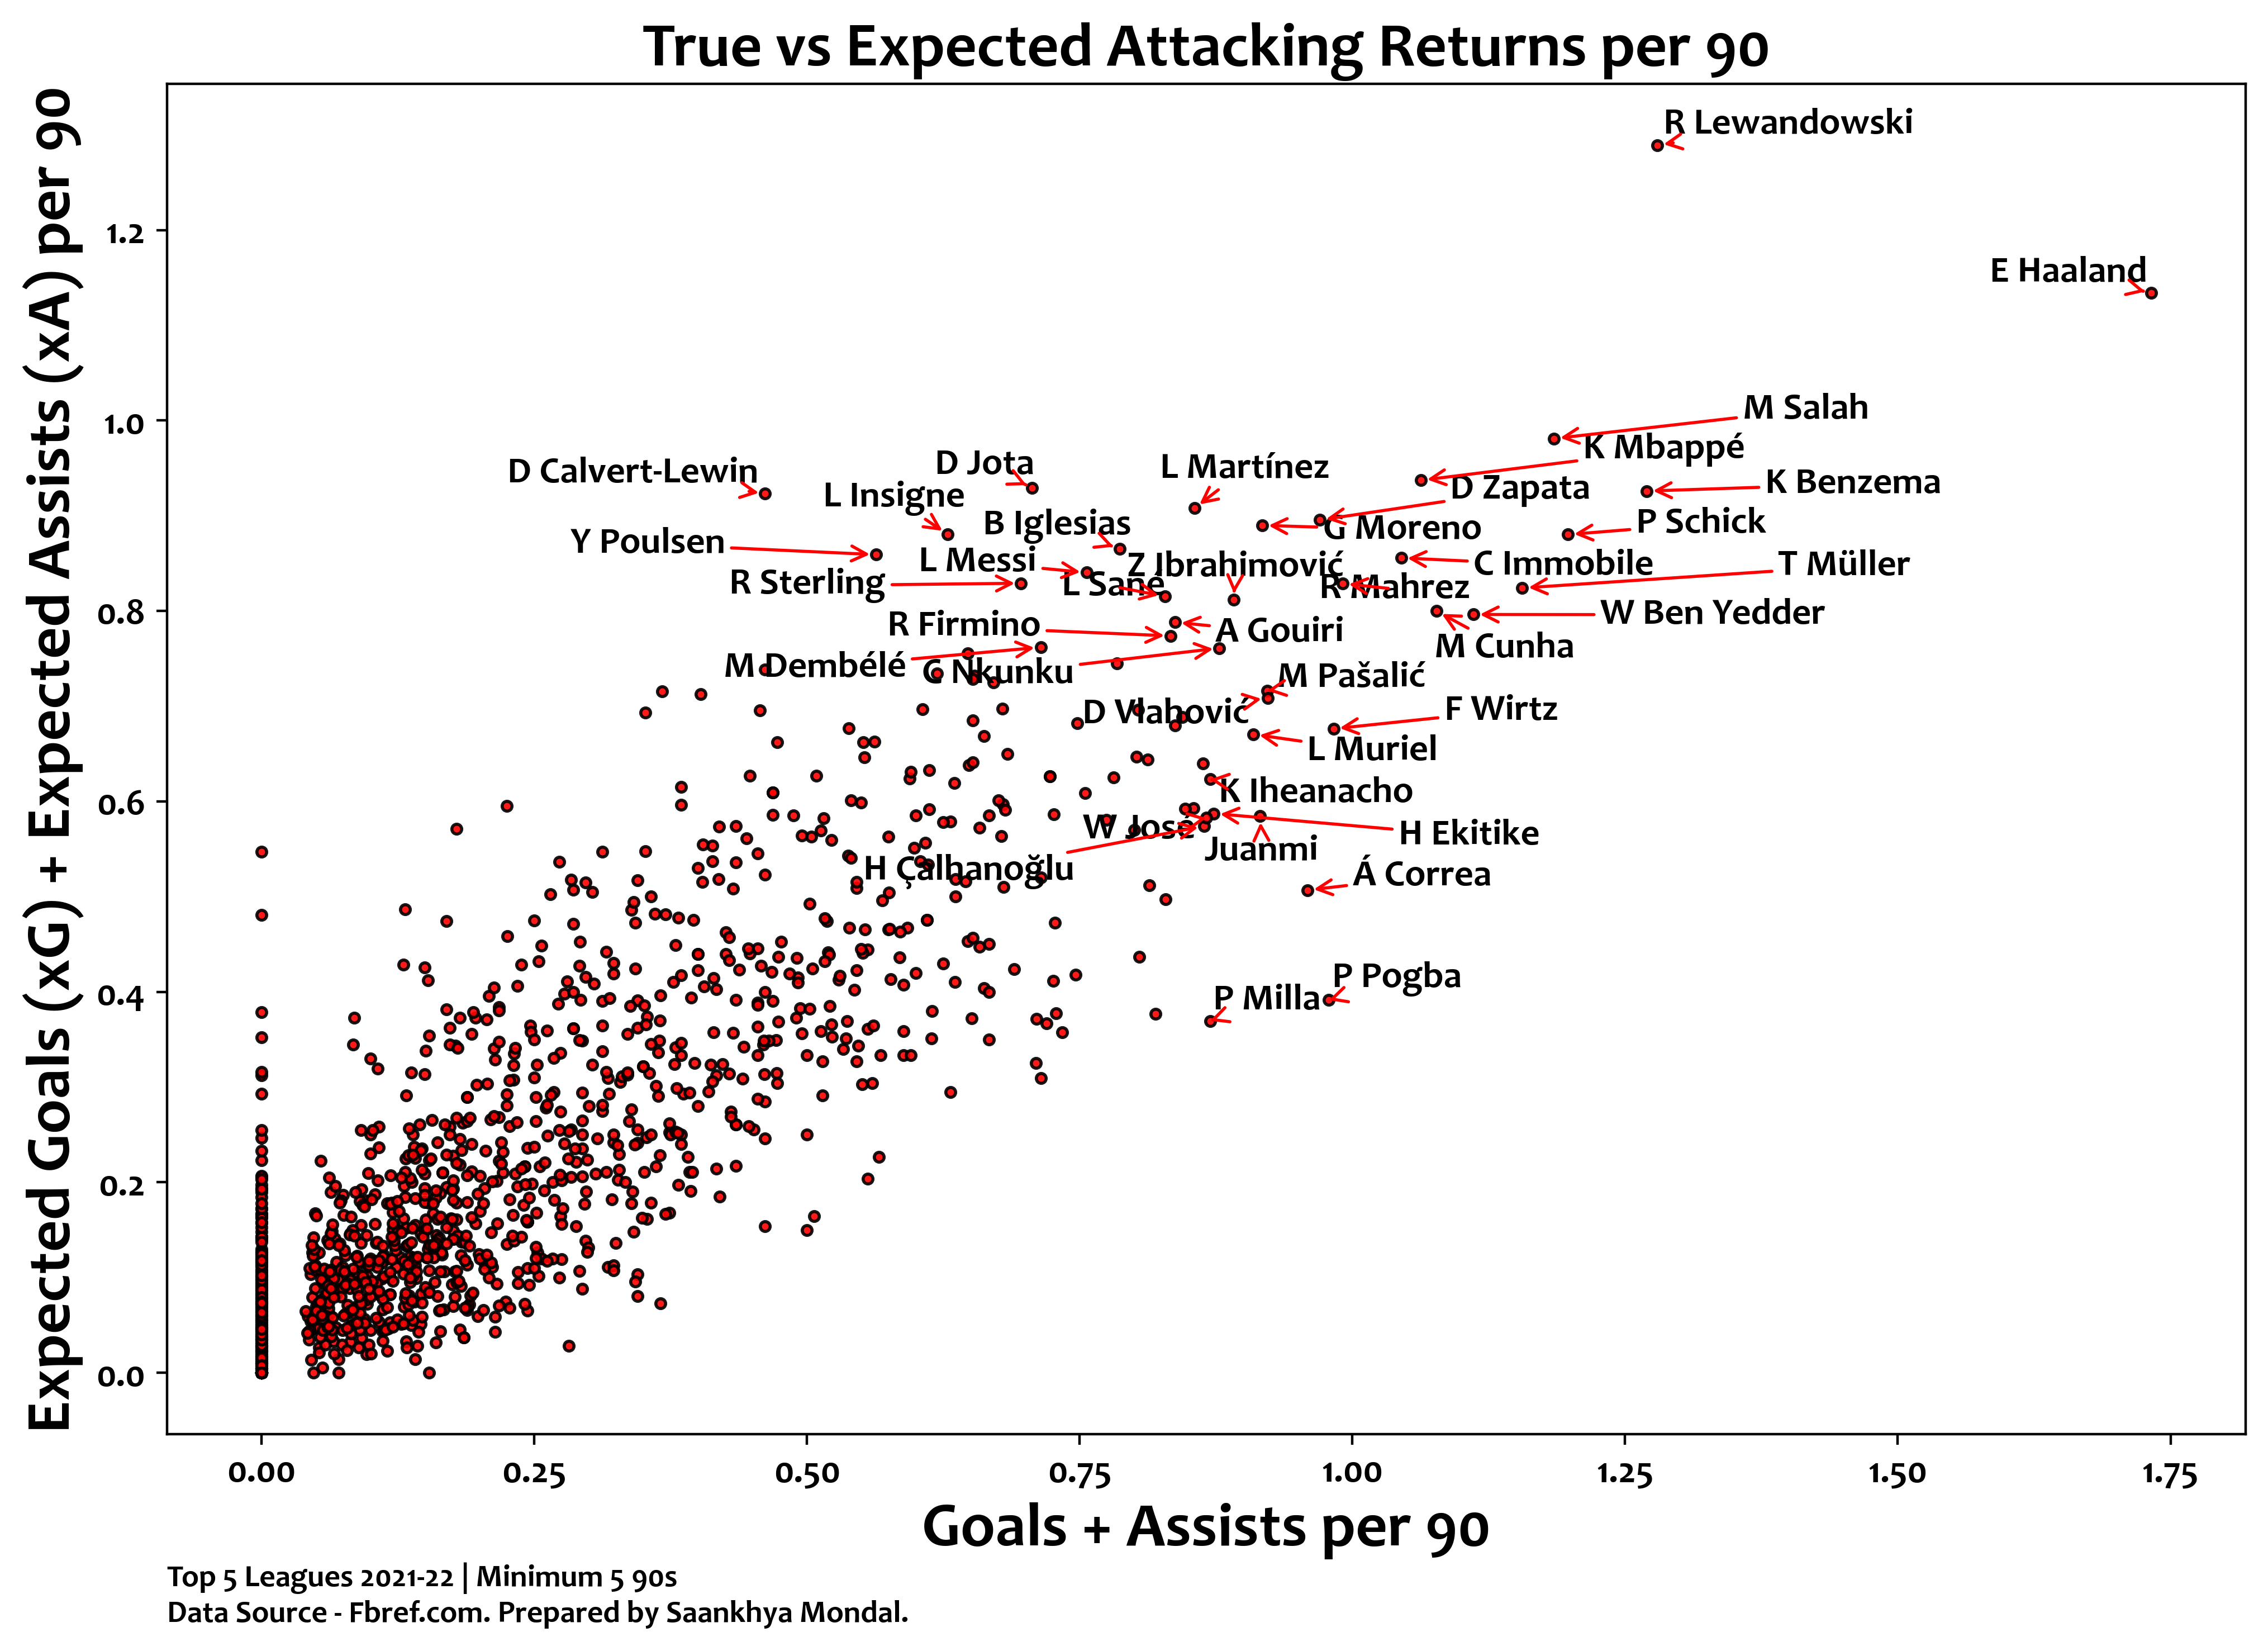 True vs Expected Attacking Returns per 90
Expected Goals (xG) + Expected Assists (xA) per 90
1.2
1.0
0.8
0.6
0.4
0.2
0.0
R Lewandowski
E Haaland
M Salah
K Mbappé
D Calvert-Lewin
D Jota
L Martínez
K Benzema
L Insigne
D Zapata
B Iglesias
G Moreno
P Schick
Y Poulsen
L Messi
Z Ibrahimović
C Immobile
T Müller
R Sterling
L Sané
R Mahrez
R Firmino
A Gouiri
W Ben Yedder
M Cunha
M Dembélé
C Nkunku
M Pašalić
D Vlahović
F Wirtz
L Muriel
K Iheanacho
W José
H Ekitike
Juanmi
H Çalhanoğlu
Á Correa
P Pogba
P Milla
0.00 0.25 0.50 0.75 1.00 1.25 1.50 1.75
Goals + Assists per 90
Top 5 Leagues 2021-22 | Minimum 5 90s
Data Source - Fbref.com. Prepared by Saankhya Mondal.